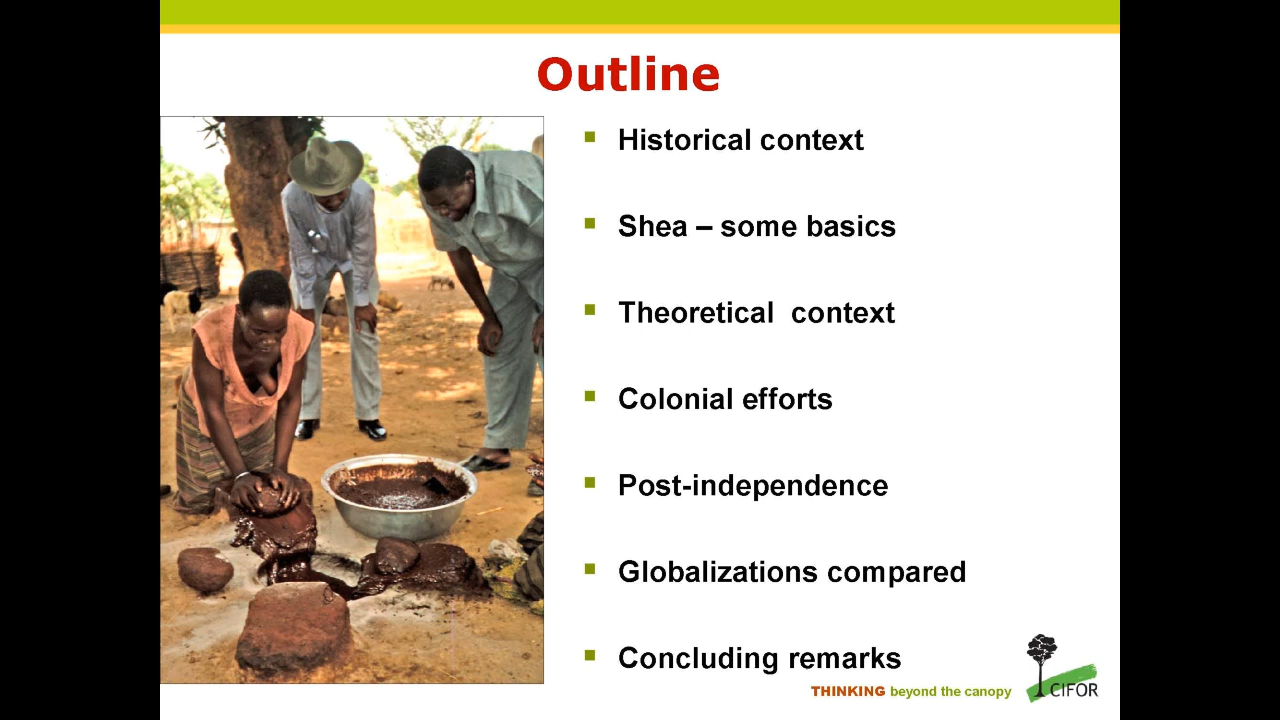 Outline
Historical context
Shea – some basics
Theoretical context
Colonial efforts
Post-independence
Globalizations compared
Concluding remarks
THINKING beyond the canopy
CIFOR